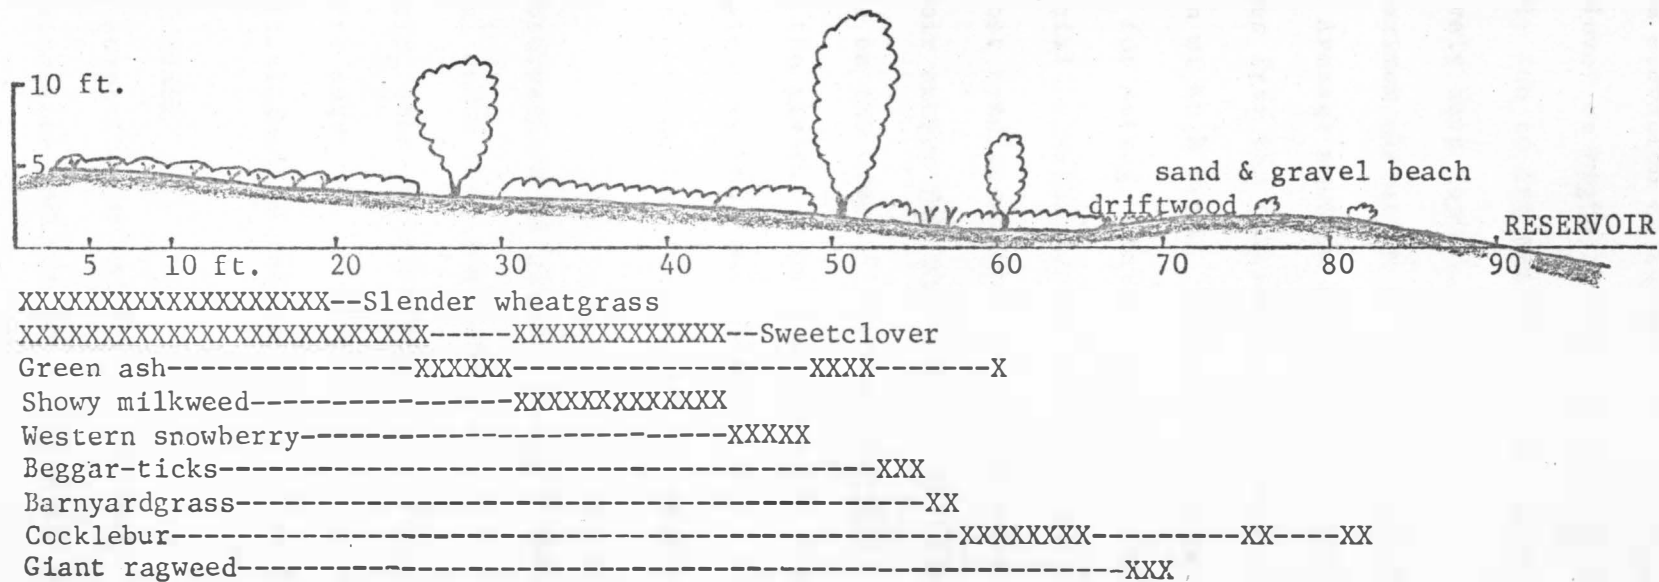 10 ft.
5
sand & gravel beach
driftwood
RESERVOIR
5 10 ft. 20 30 40 50 60 70 80 90
XXXXXXXXXXXXXXXXXXX--Slender wheatgrass
XXXXXXXXXXXXXXXXXXXXXXXXX-----XXXXXXXXXXXXX--Sweetclover
Green ash---------------XXXXXX------------------XXXX-------X
Showy milkweed----------------XXXXXXXXXXXXX
Western snowberry--------------------------XXXXX
Beggar-ticks----------------------------------------XXX
Barnyardgrass------------------------------------------XX
Cocklebur------------------------------------------------XXXXXXXX---------XX----XX
Giant ragweed------------------------------------------------------XXX